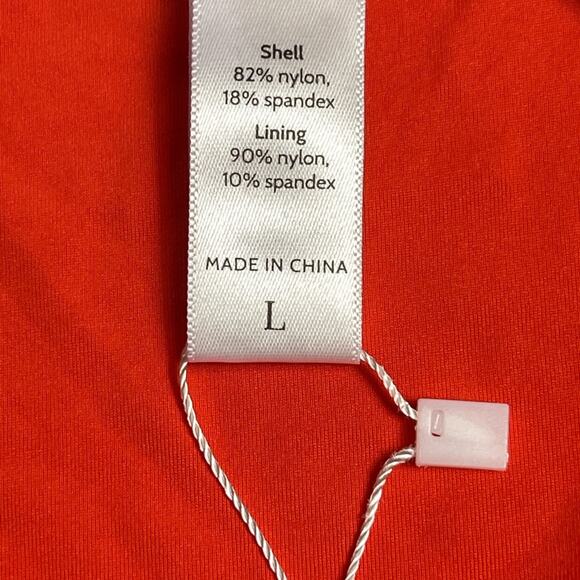 Shell
82% nylon,
18% spandex
Lining
90% nylon,
10% spandex
MADE IN CHINA
L